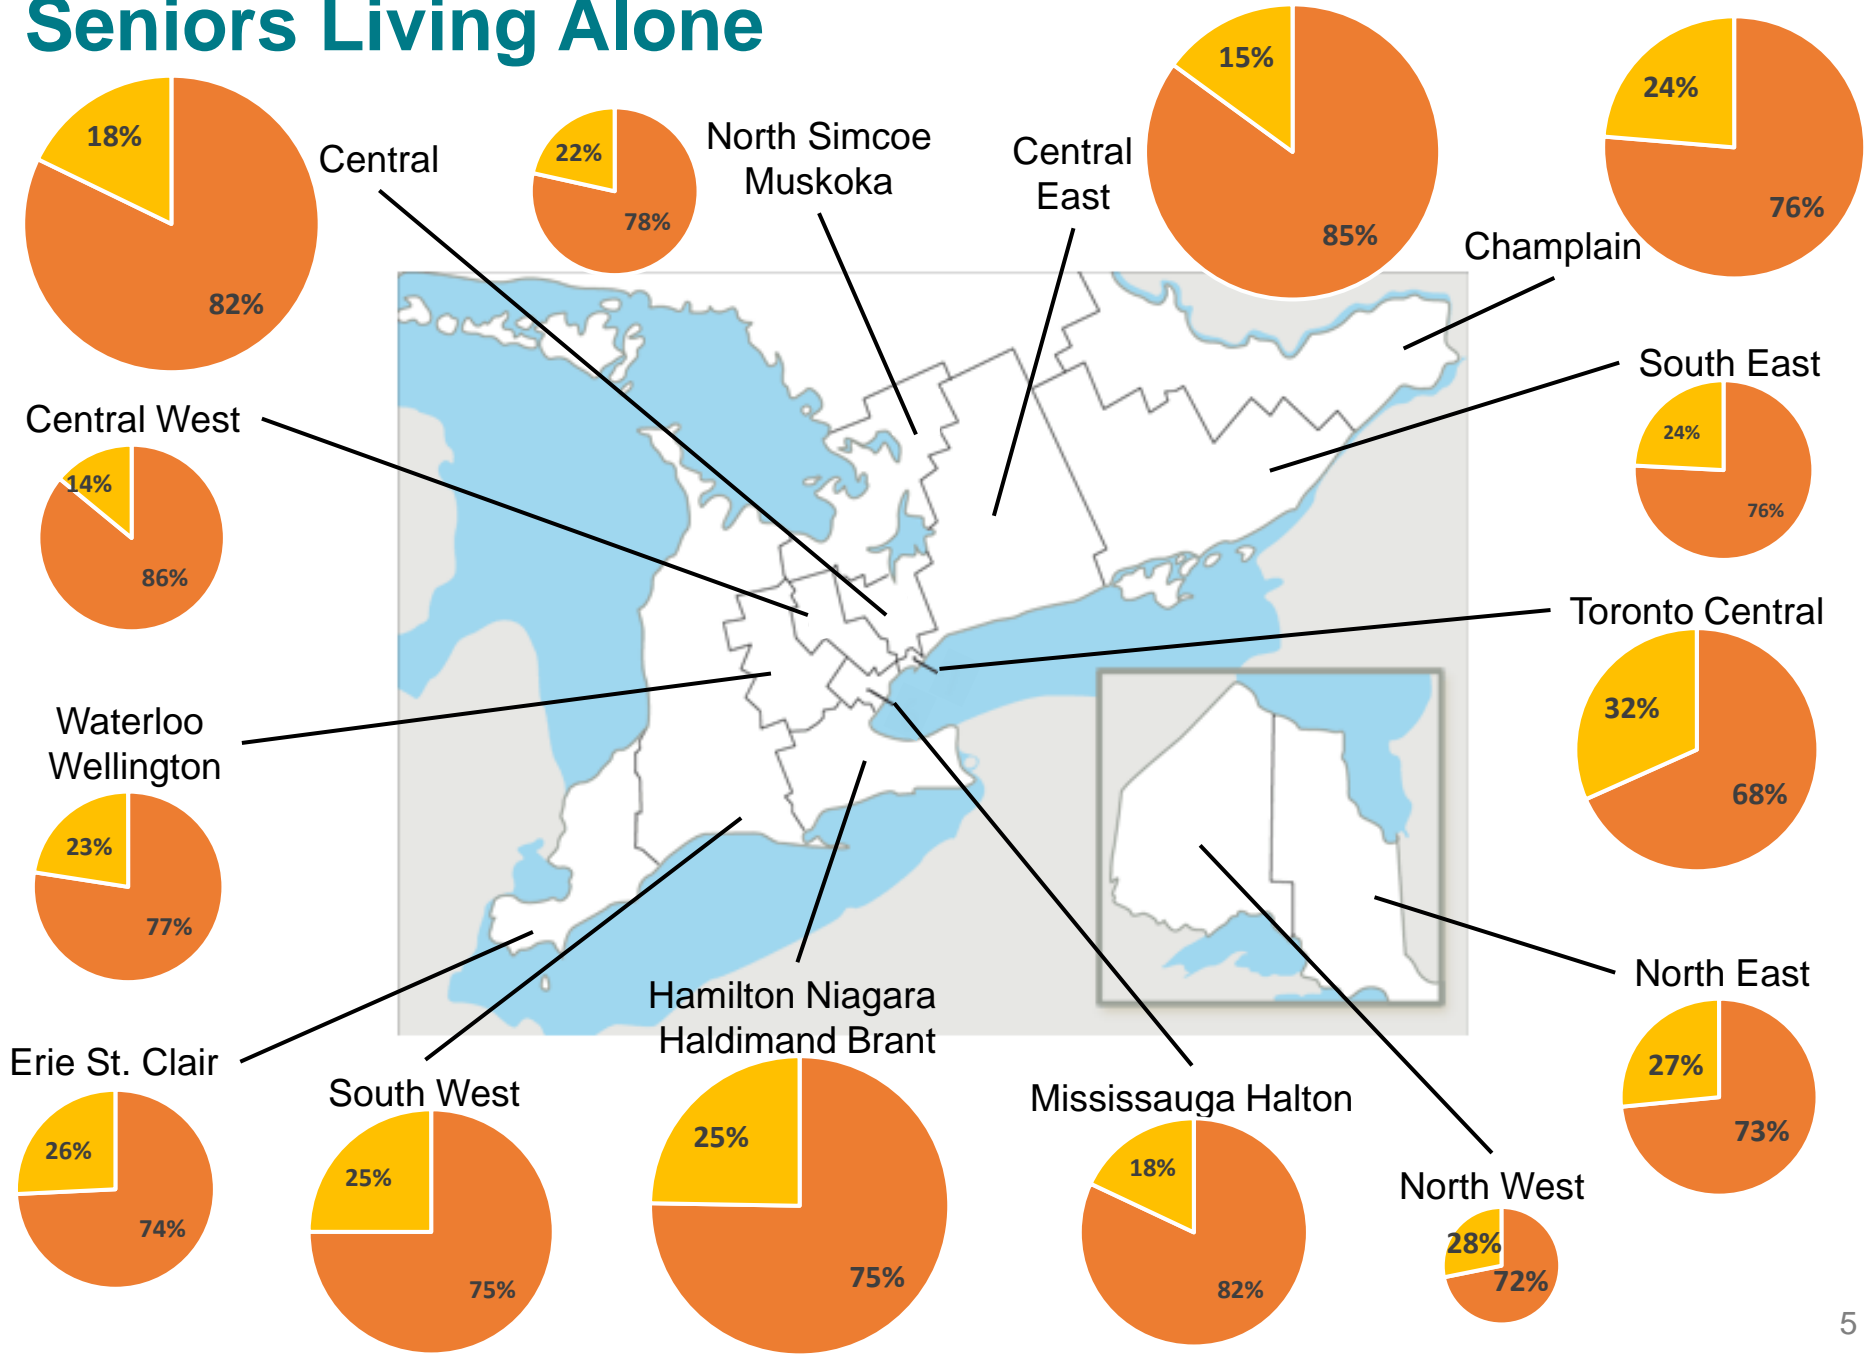 Seniors Living Alone
18%
82%
Central
22%
78%
North Simcoe
Muskoka
Central
East
15%
85%
24%
76%
Champlain
South East
24%
76%
Central West
14%
86%
Toronto Central
32%
68%
Waterloo
Wellington
23%
77%
North East
27%
73%
Erie St. Clair
26%
74%
South West
25%
75%
Hamilton Niagara
Haldimand Brant
25%
75%
Mississauga Halton
18%
82%
North West
28%
72%
5